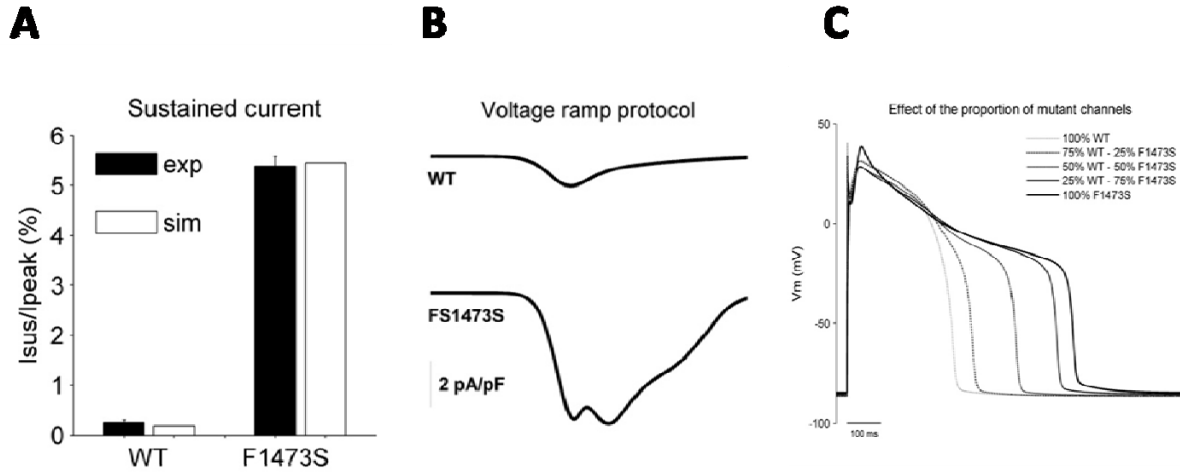 A
B
C
Sustained current
6
5
4
3
2
1
0
Isus/Ipeak (%)
exp
sim
WT
F1473S
Voltage ramp protocol
WT
FS1473S
2 pA/pF
Effect of the proportion of mutant channels
50
0
-50
-100
Vm (mV)
100% WT
75% WT - 25% F1473S
50% WT - 50% F1473S
25% WT - 75% F1473S
100% F1473S
100 ms